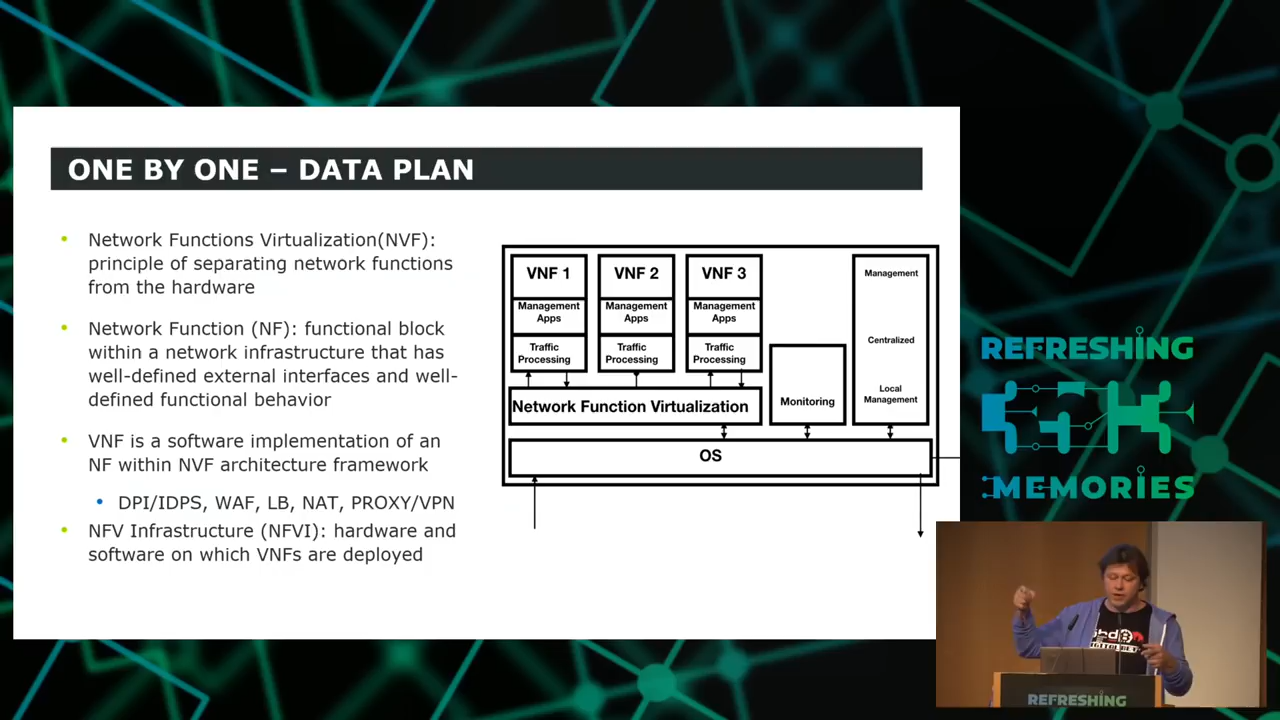 ONE BY ONE – DATA PLAN
Network Functions Virtualization(NVF):
principle of separating network functions
from the hardware
Network Function (NF): functional block
within a network infrastructure that has
well-defined external interfaces and well-
defined functional behavior
VNF is a software implementation of an
NF within NVF architecture framework
DPI/IDPS, WAF, LB, NAT, PROXY/VPN
NFV Infrastructure (NFVI): hardware and
software on which VNFs are deployed
VNF 1
Management
Apps
Traffic
Processing
VNF 2
Management
Apps
Traffic
Processing
VNF 3
Management
Apps
Traffic
Processing
Network Function Virtualization
Monitoring
Management
Centralized
Local
Management
OS
REFRESHING
MEMORIES
REFRESHING